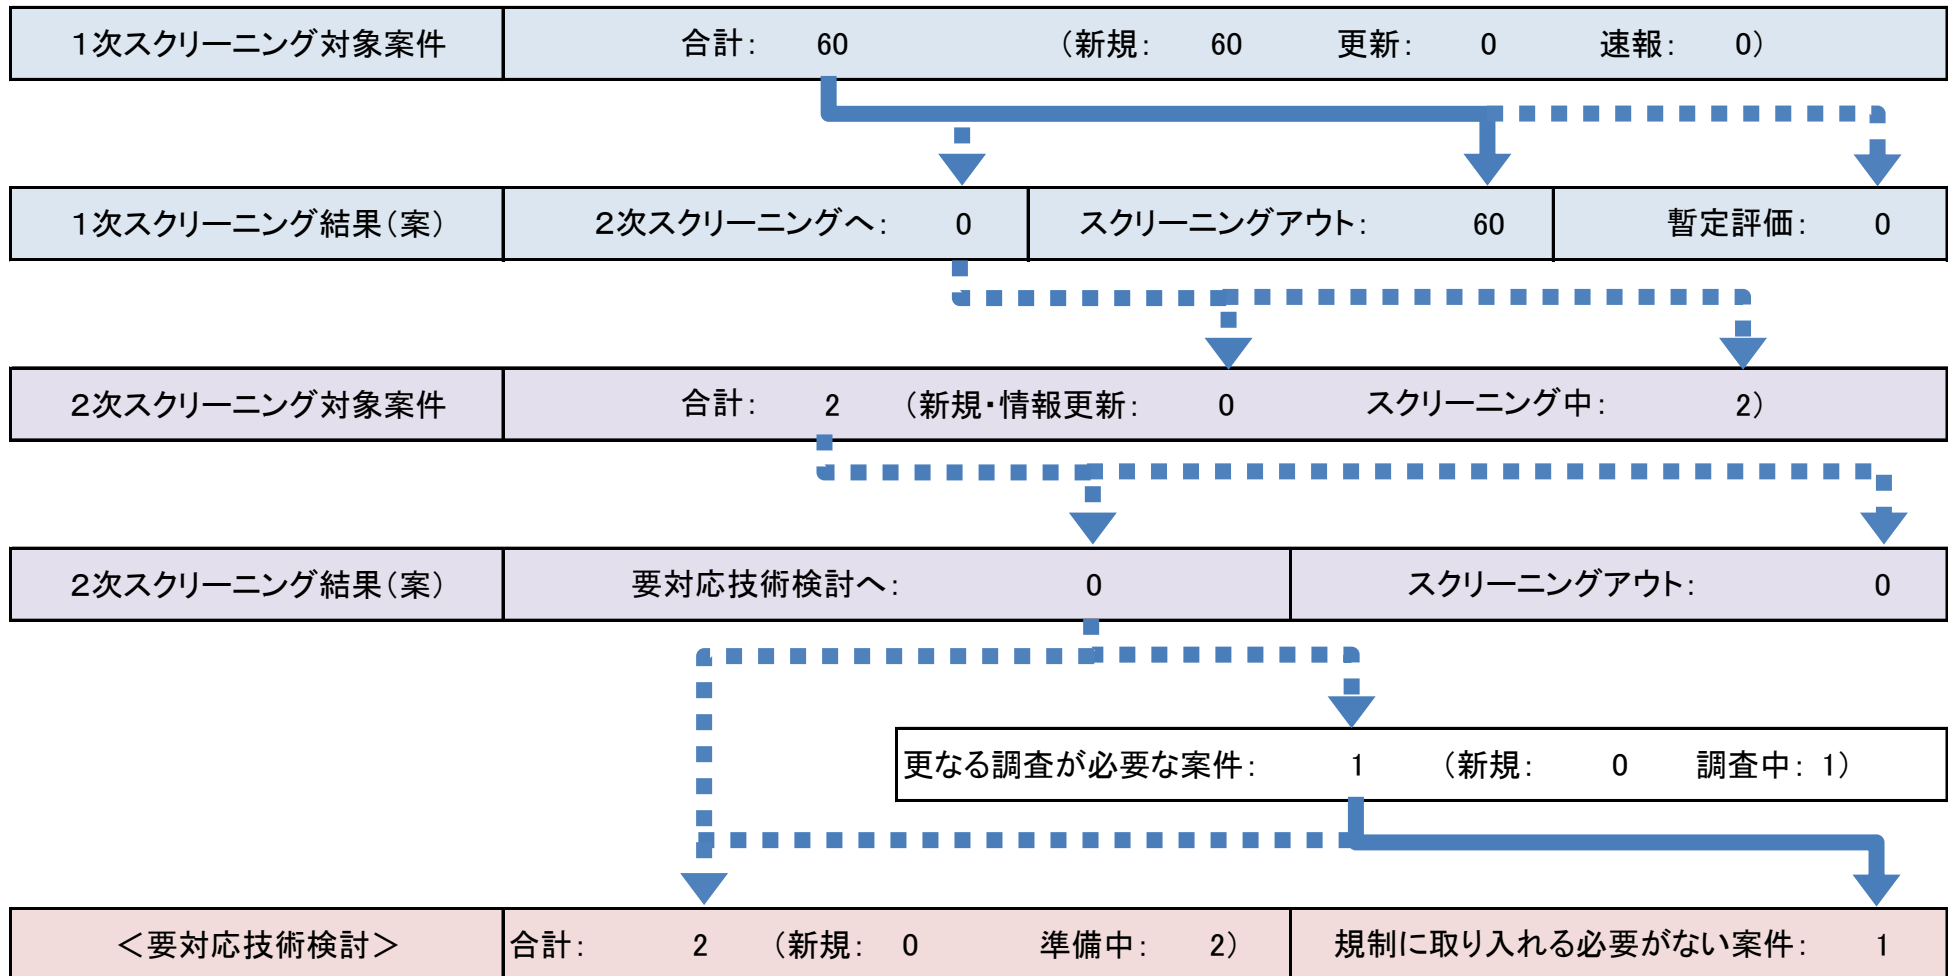 １次スクリーニング対象案件 合計： 60 （新規： 60 更新： 0 速報： 0）
１次スクリーニング結果（案） ２次スクリーニングへ： 0 スクリーニングアウト： 60 暫定評価： 0
２次スクリーニング対象案件 合計： 2 （新規・情報更新： 0 スクリーニング中： 2）
２次スクリーニング結果（案） 要対応技術検討へ： 0 スクリーニングアウト： 0
更なる調査が必要な案件： 1 （新規： 0 調査中： 1）
＜要対応技術検討＞ 合計： 2 （新規： 0 準備中： 2） 規制に取り入れる必要がない案件： 1